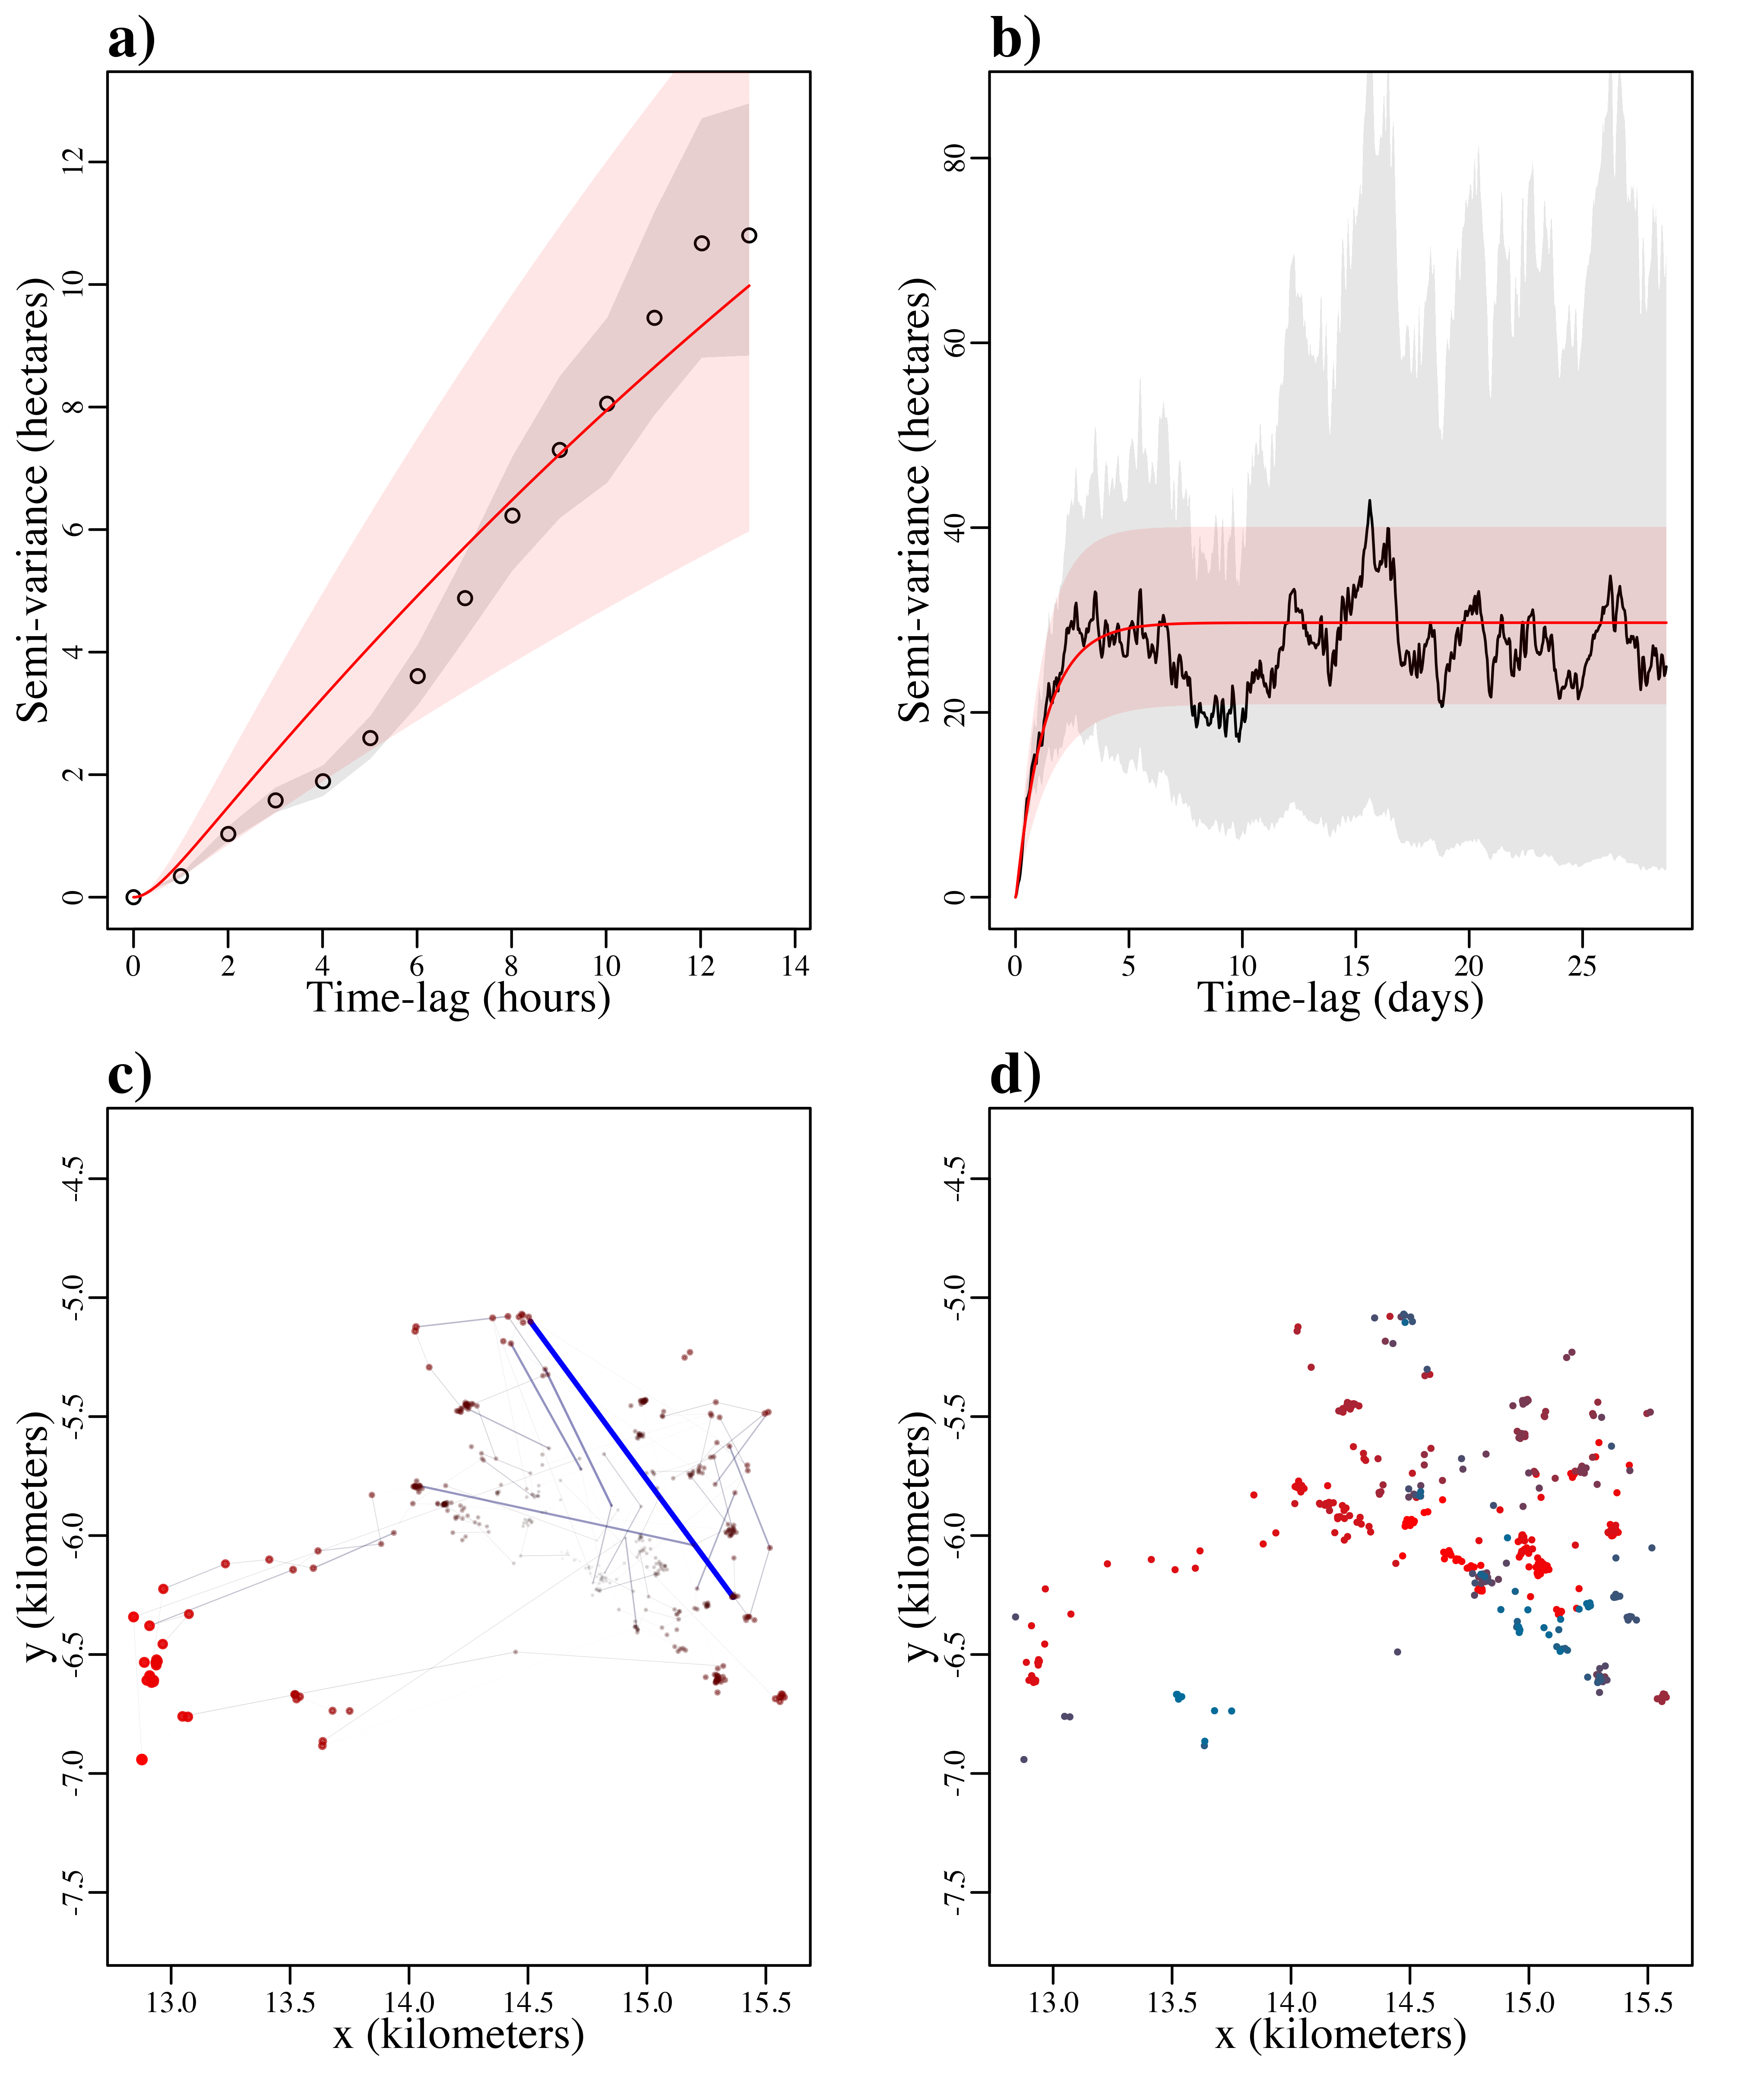 a)
Semi-variance (hectares)
12
10
8
6
4
2
0
0 2 4 6 8 10 12 14
Time-lag (hours)
b)
Semi-variance (hectares)
80
60
40
20
0
0 5 10 15 20 25
Time-lag (days)
c)
y (kilometers)
-4.5
-5.0
-5.5
-6.0
-6.5
-7.0
-7.5
13.0 13.5 14.0 14.5 15.0 15.5
x (kilometers)
d)
y (kilometers)
-4.5
-5.0
-5.5
-6.0
-6.5
-7.0
-7.5
13.0 13.5 14.0 14.5 15.0 15.5
x (kilometers)